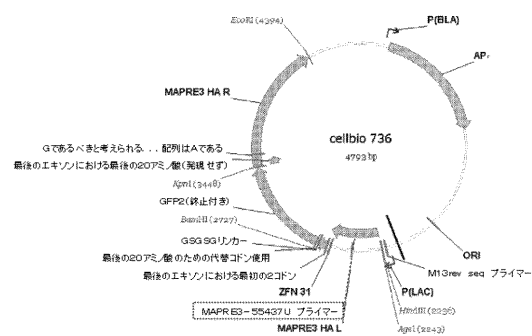 EcoRI (4394)
P(BLA)
APr
MAPRE3 HA R
cellbio 736
4793 bp
Gであるべきと考えられる...配列はAである
最後のエキソンにおける最後の20アミノ酸(発現せず)
KpnI (3448)
GFP2(終止付き)
BamHI (2727)
GSGSGリンカー
最後の20アミノ酸のための代替コドン使用
最後のエキソンにおける最初の2コドン
ZFN 31
MAPRE3-55437U プライマー
MAPRE3 HA L
ORI
M13rev seq プライマー
P(LAC)
HindIII (2236)
AgeI (2243)